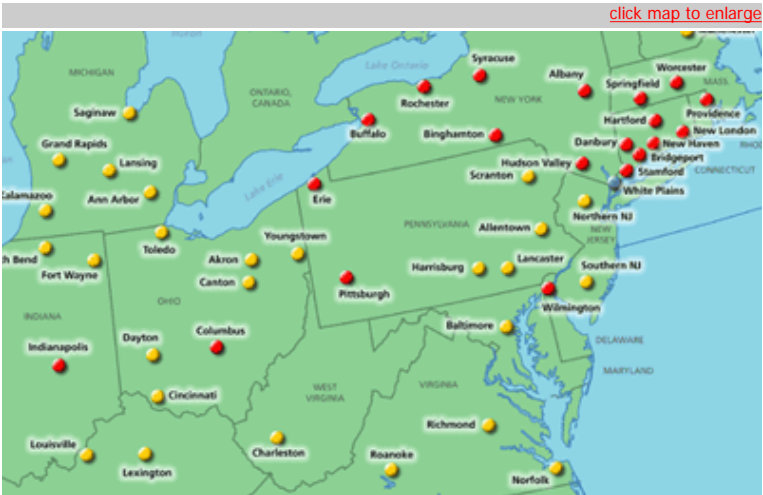 click map to enlarge
Syracuse
Worcester
Lake Ontario
Albany
MICHIGAN
Springfield
MASS.
ONTARIO,
CANADA
Rochester
NEW YORK
Saginaw
Providence
Hartford
Buffalo
Binghamton
New London
Danbury
New Haven
Grand Rapids
Bridgeport
Lansing
Hudson Valley
Stamford
CONNECTICUT
Scranton
Lake Erie
White Plains
Kalamazoo
Ann Arbor
Erie
Northern NJ
PENNSYLVANIA
Allentown
NEW
JERSEY
Youngstown
Toledo
th Bend
Akron
Lancaster
Southern NJ
Fort Wayne
Harrisburg
Canton
Pittsburgh
OHIO
Wilmington
INDIANA
Columbus
Baltimore
Dayton
DELAWARE
Indianapolis
MARYLAND
WEST
VIRGINIA
VIRGINIA
Cincinnati
Richmond
Louisville
Charleston
Roanoke
Lexington
Norfolk